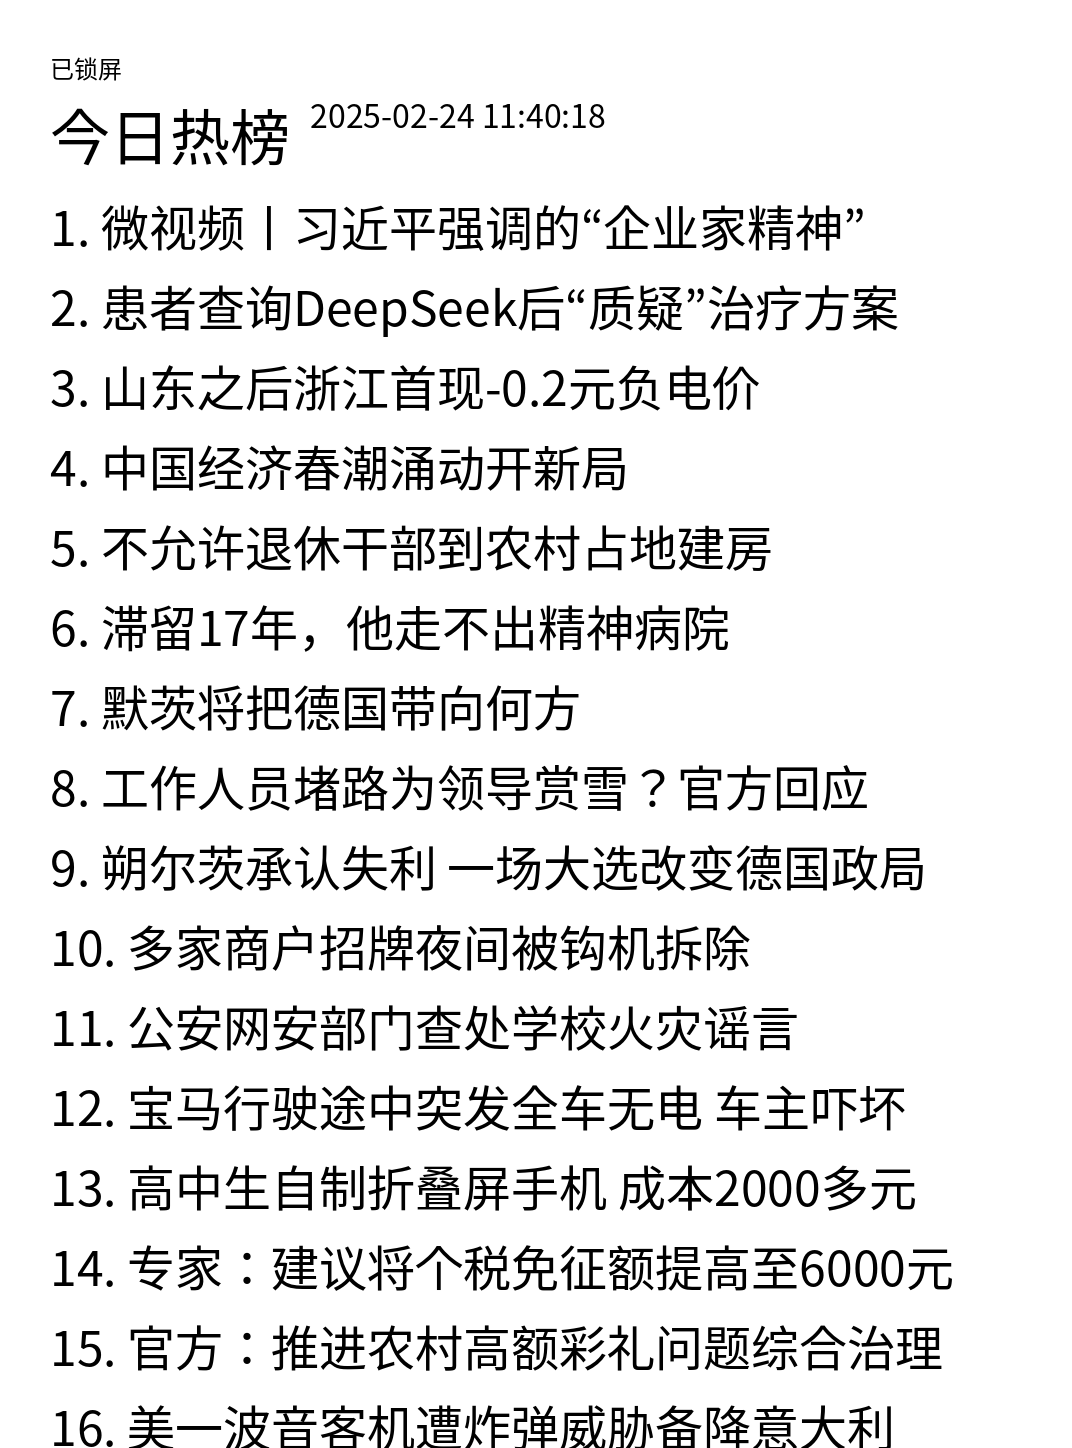 已锁屏
今日热榜 2025-02-24 11:40:18
1. 微视频丨习近平强调的“企业家精神”
2. 患者查询DeepSeek后“质疑”治疗方案
3. 山东之后浙江首现-0.2元负电价
4. 中国经济春潮涌动开新局
5. 不允许退休干部到农村占地建房
6. 滞留17年，他走不出精神病院
7. 默茨将把德国带向何方
8. 工作人员堵路为领导赏雪？官方回应
9. 朔尔茨承认失利 一场大选改变德国政局
10. 多家商户招牌夜间被钩机拆除
11. 公安网安部门查处学校火灾谣言
12. 宝马行驶途中突发全车无电 车主吓坏
13. 高中生自制折叠屏手机 成本2000多元
14. 专家：建议将个税免征额提高至6000元
15. 官方：推进农村高额彩礼问题综合治理
16. 美一波音客机遭炸弹威胁备降意大利